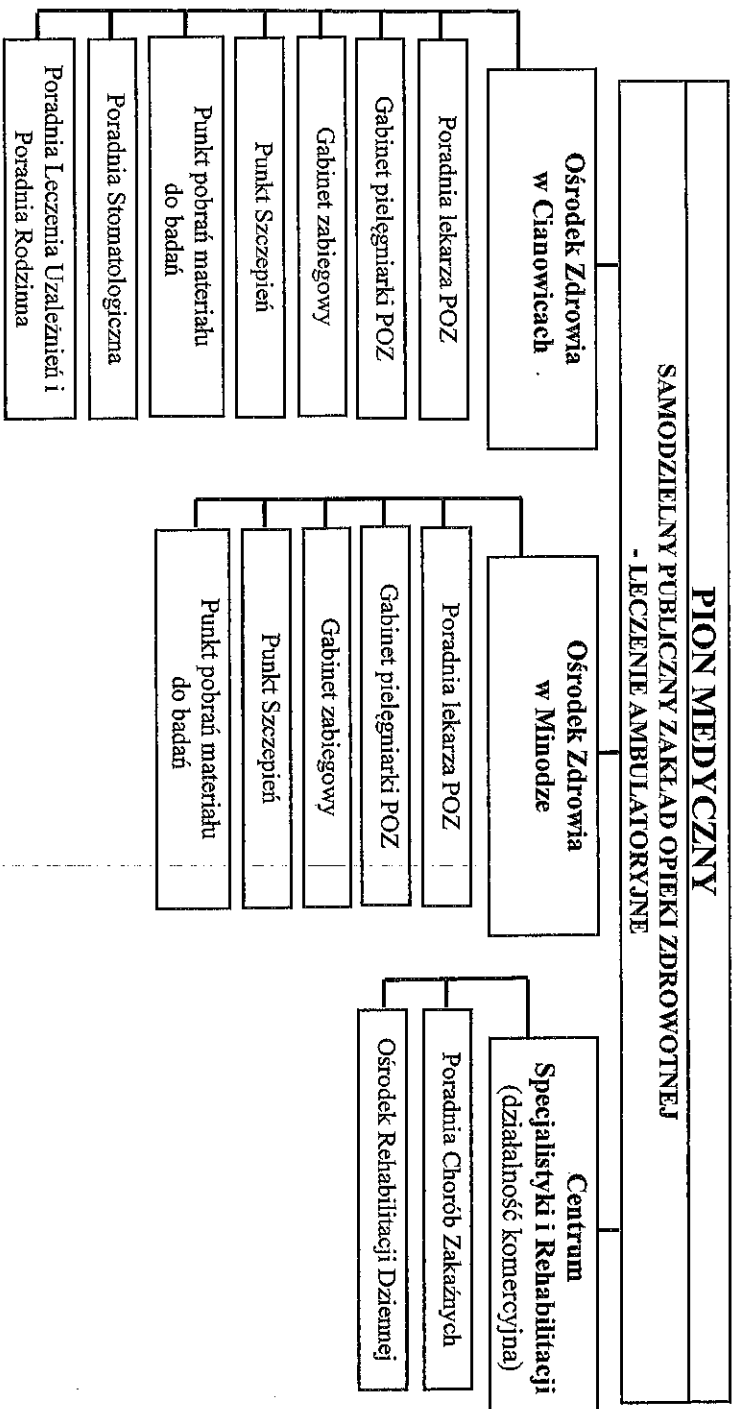 PION MEDYCZNY
SAMODZIELNY PUBLICZNY ZAKŁAD OPIEKI ZDROWOTNEJ
- LECZENIE AMBULATORYJNE
Ośrodek Zdrowia
w Cianowicach
Poradnia lekarza POZ
Gabinet pielęgniarki POZ
Gabinet zabiegowy
Punkt Szczepień
Punkt pobrań materiału
do badań
Poradnia Stomatologiczna
Poradnia Leczenia Uzależnień i
Poradnia Rodzinna
Ośrodek Zdrowia
w Minodze
Poradnia lekarza POZ
Gabinet pielęgniarki POZ
Gabinet zabiegowy
Punkt Szczepień
Punkt pobrań materiału
do badań
Centrum
Specjalistyki i Rehabilitacji
(działalność komercyjna)
Poradnia Chorób Zakaźnych
Ośrodek Rehabilitacji Dziennej